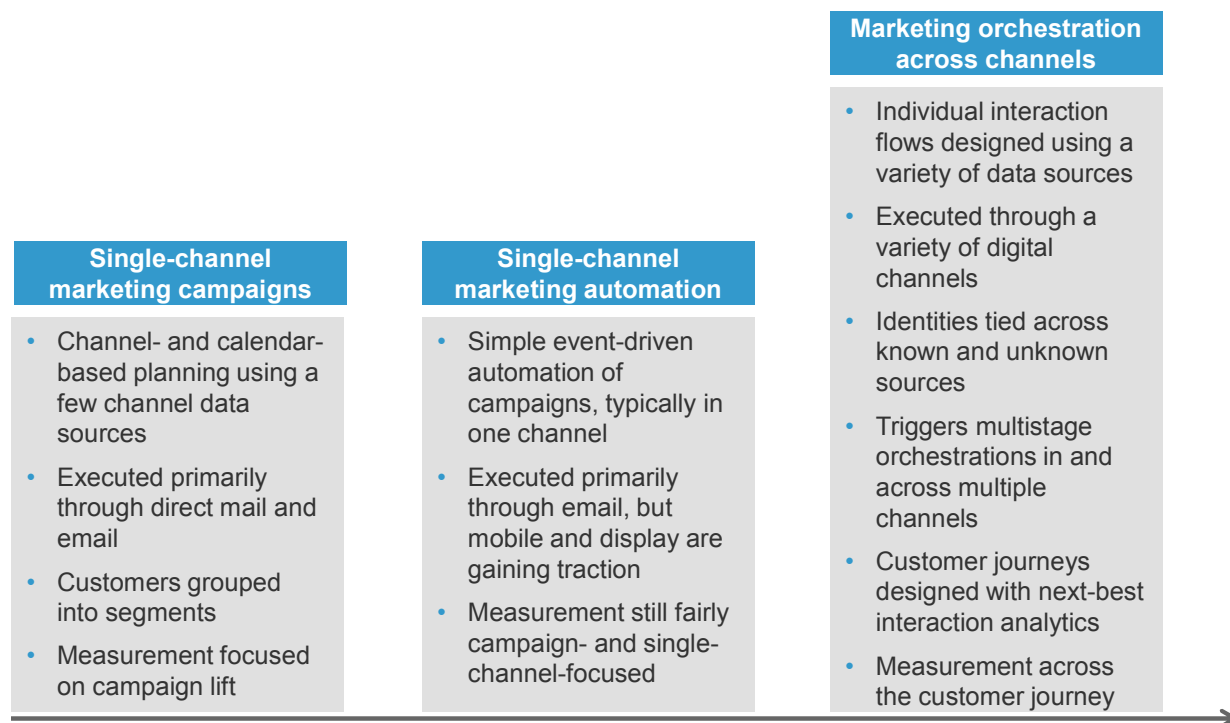 Single-channel
marketing campaigns
• Channel- and calendar-
based planning using a
few channel data
sources
• Executed primarily
through direct mail and
email
• Customers grouped
into segments
• Measurement focused
on campaign lift
Single-channel
marketing automation
• Simple event-driven
automation of
campaigns, typically in
one channel
• Executed primarily
through email, but
mobile and display are
gaining traction
• Measurement still fairly
campaign- and single-
channel-focused
Marketing orchestration
across channels
• Individual interaction
flows designed using a
variety of data sources
• Executed through a
variety of digital
channels
• Identities tied across
known and unknown
sources
• Triggers multistage
orchestrations in and
across multiple
channels
• Customer journeys
designed with next-best
interaction analytics
• Measurement across
the customer journey